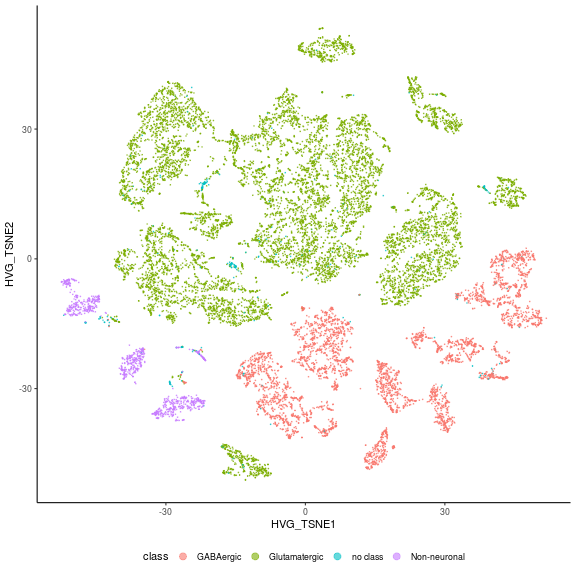 HVG_TSNE2
30
0
-30
-30
0
30
HVG_TSNE1
class GABAergic Glutamatergic no class Non-neuronal